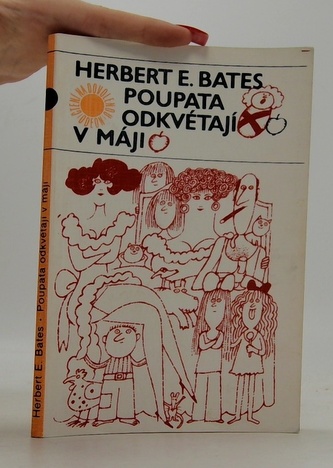 HERBERT E. BATES
POUPATA
ODKVÉTAJÍ
V MÁJI
Herbert E. Bates • Poupata odkvétají v máji